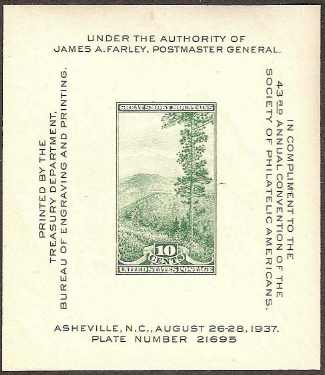 UNDER THE AUTHORITY OF
JAMES A. FARLEY, POSTMASTER GENERAL.
PRINTED BY THE
TREASURY DEPARTMENT,
BUREAU OF ENGRAVING AND PRINTING.
GREAT SMOKY MOUNTAINS
10
CENTS
UNITED STATES POSTAGE
IN COMPLIMENT TO THE
43RD ANNUAL CONVENTION OF THE
SOCIETY OF PHILATELIC AMERICANS.
ASHEVILLE, N.C., AUGUST 26-28, 1937.
PLATE NUMBER 21695